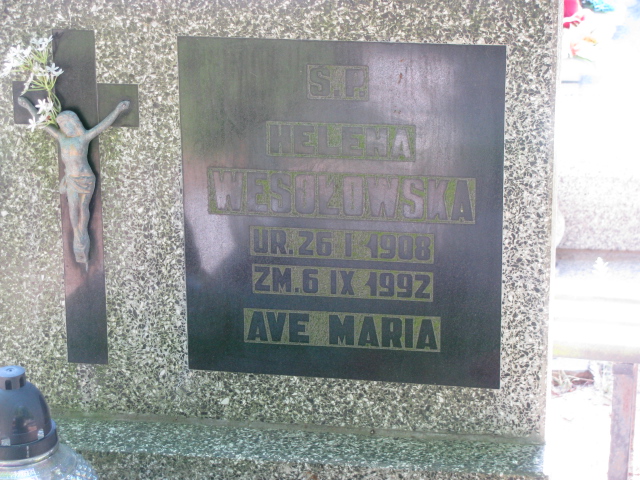 Ś.P.
HELENA
WESOŁOWSKA
UR. 26 I 1908
ZM. 6 IX 1992
AVE MARIA